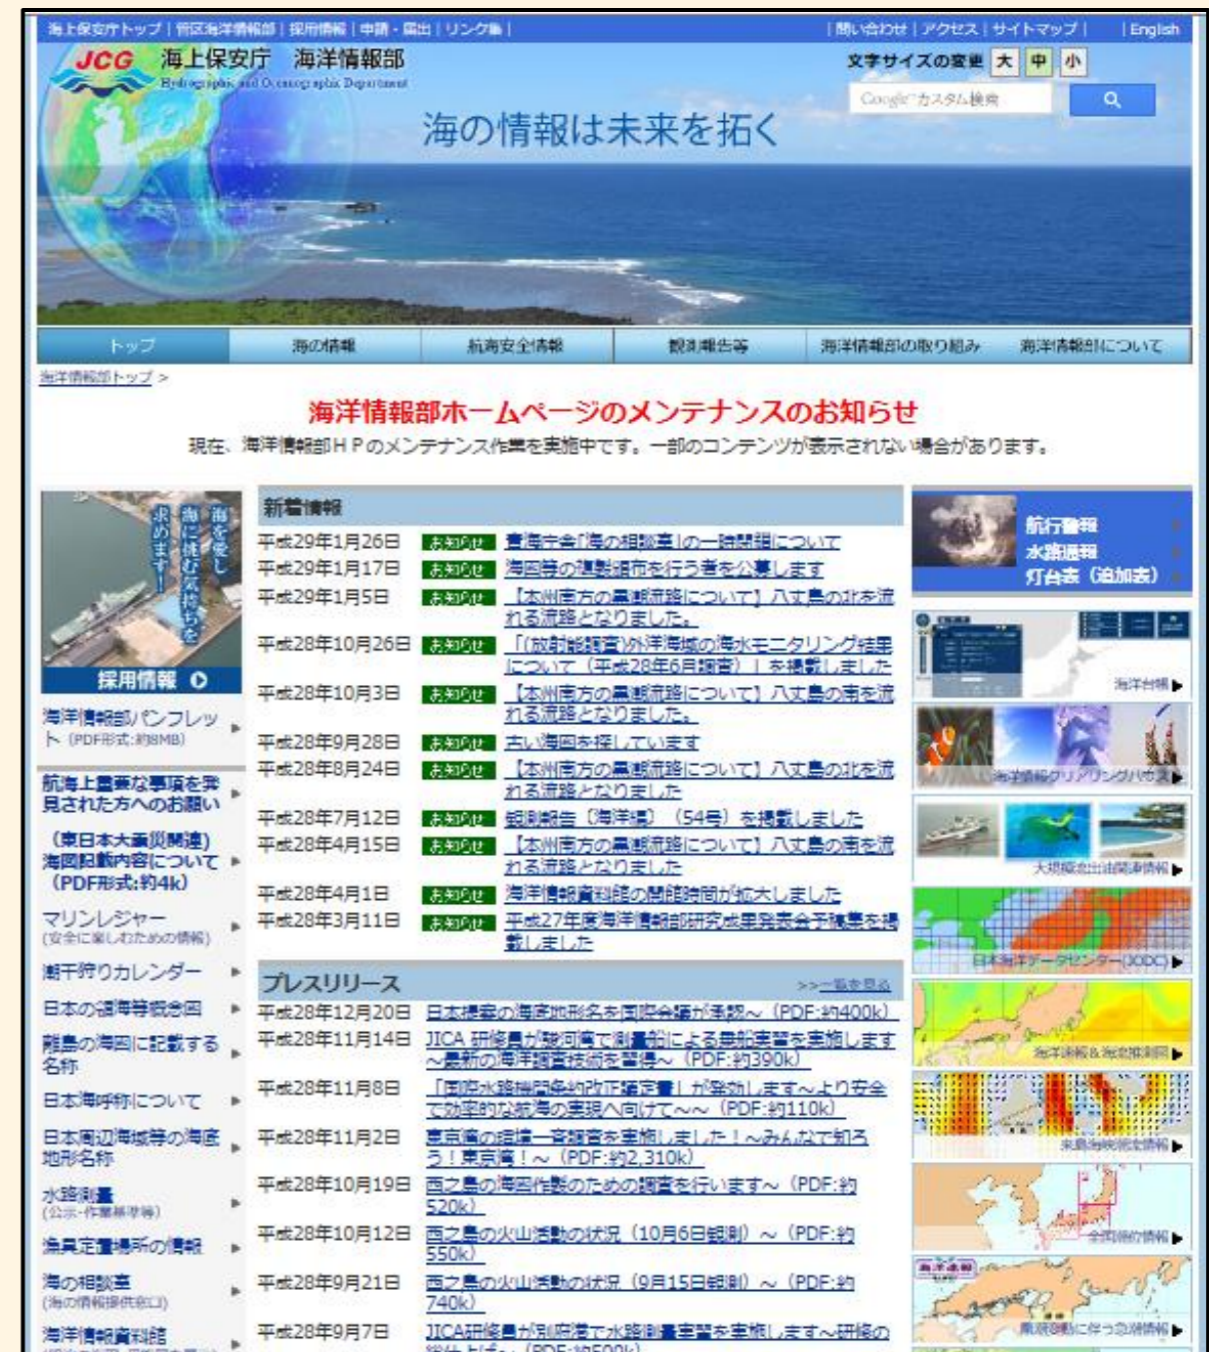 海上保安庁トップ | 管区海洋情報部 | 採用情報 | 申請・届出 | リンク集 |
| 問い合わせ | アクセス | サイトマップ | | English
JCG 海上保安庁 海洋情報部
Hydrographic and Oceanographic Department
文字サイズの変更 大 中 小
Google カスタム検索
海の情報は未来を拓く
トップ 海の情報 航海安全情報 観測報告等 海洋情報部の取り組み 海洋情報部について
海洋情報部トップ >
海洋情報部ホームページのメンテナンスのお知らせ
現在、海洋情報部HPのメンテナンス作業を実施中です。一部のコンテンツが表示されない場合があります。
海を愛し
海に挑む気持ちを
求めます!
採用情報
海洋情報部パンフレッ
ト (PDF形式:約8MB)
航海上重要な事項を発
見された方へのお願い
(東日本大震災関連)
海図記載内容について
(PDF形式:約4k)
マリンレジャー
(安全に楽しむための情報)
潮干狩りカレンダー
日本の領海等概念図
離島の海図に記載する
名称
日本海呼称について
日本周辺海域等の海底
地形名称
水路測量
(公示・作業基準等)
漁具定置場所の情報
海の相談室
(海の情報提供窓口)
海洋情報資料館
新着情報
平成29年1月26日 お知らせ 青海庁舎「海の相談室」の一時閉鎖について
平成29年1月17日 お知らせ 海図等の複製頒布を行う者を公募します
平成29年1月5日 お知らせ 【本州南方の黒潮流路について】八丈島の北を流
れる流路となりました。
平成28年10月26日 お知らせ 「(放射能調査)外洋海域の海水モニタリング結果
について(平成28年6月調査)」を掲載しました
平成28年10月3日 お知らせ 【本州南方の黒潮流路について】八丈島の南を流
れる流路となりました。
平成28年9月28日 お知らせ 古い海図を探しています
平成28年8月24日 お知らせ 【本州南方の黒潮流路について】八丈島の北を流
れる流路となりました
平成28年7月12日 お知らせ 観測報告〔海洋編〕(54号)を掲載しました
平成28年4月15日 お知らせ 【本州南方の黒潮流路について】八丈島の南を流
れる流路となりました
平成28年4月1日 お知らせ 海洋情報資料館の開館時間が拡大しました
平成28年3月11日 お知らせ 平成27年度海洋情報部研究成果発表会予稿集を掲
載しました
プレスリリース >>一覧を見る
平成28年12月20日 日本提案の海底地形名を国際会議が承認~(PDF:約400k)
平成28年11月14日 JICA 研修員が駿河湾で測量船による乗船実習を実施します
~最新の海洋調査技術を習得~(PDF:約390k)
平成28年11月8日 「国際水路機関条約改正議定書」が発効します~より安全
で効率的な航海の実現へ向けて~~(PDF:約110k)
平成28年11月2日 東京湾の環境一斉調査を実施しました!~みんなで知ろ
う!東京湾!~(PDF:約2,310k)
平成28年10月19日 西之島の海図作製のための調査を行います~(PDF:約
520k)
平成28年10月12日 西之島の火山活動の状況(10月6日観測)~(PDF:約
550k)
平成28年9月21日 西之島の火山活動の状況(9月15日観測)~(PDF:約
740k)
平成28年9月7日 JICA研修員が別府湾で水路測量実習を実施します~研修の
総仕上げ~(PDF:約500k)
航行警報
水路通報
灯台表(追加表)
海洋台帳
海洋情報クリアリングハウス
大規模流出油関連情報
日本海洋データセンター(JODC)
海洋速報&海流推測図
来島海峡潮流情報
全国潮位情報
海洋速報
黒潮変動に伴う急潮情報